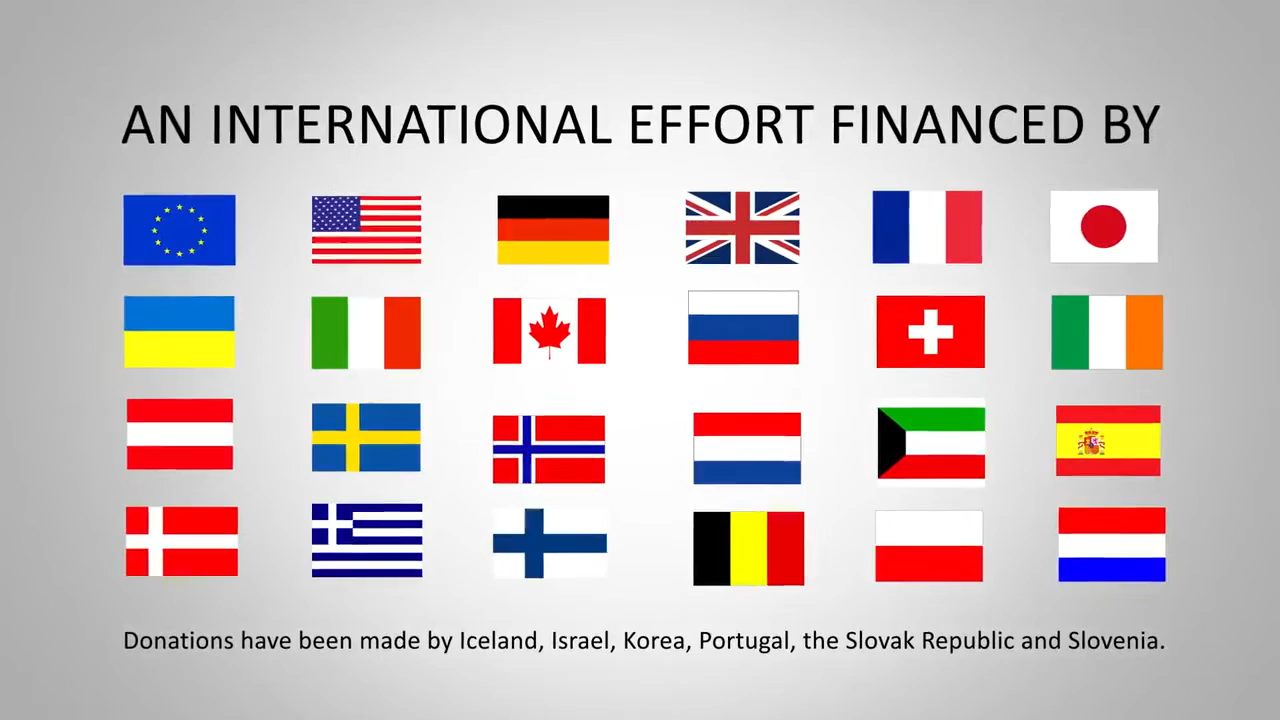 AN INTERNATIONAL EFFORT FINANCED BY
Donations have been made by Iceland, Israel, Korea, Portugal, the Slovak Republic and Slovenia.